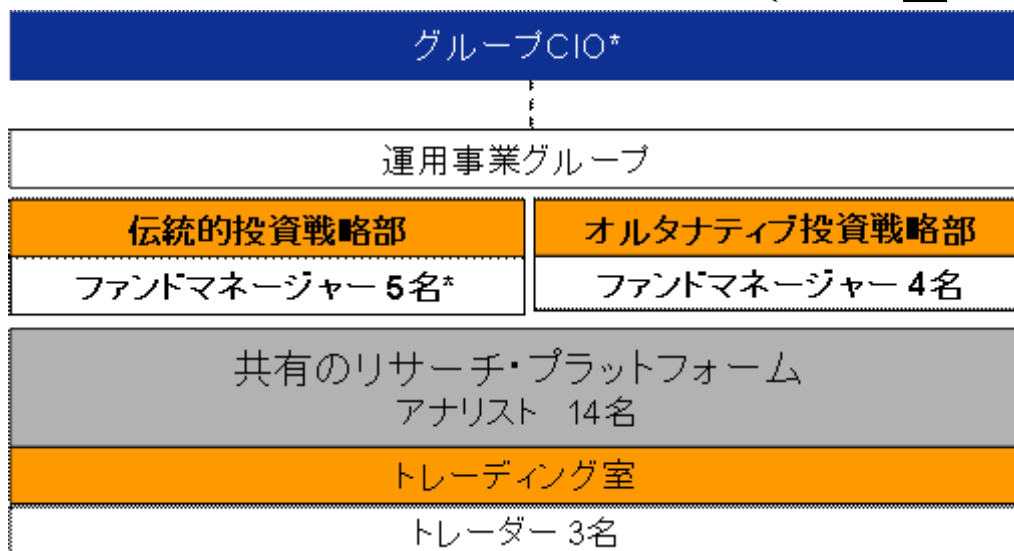 グループCIO*
運用事業グループ
伝統的投資戦略部
オルタナティブ投資戦略部
ファンドマネージャー 5名*
ファンドマネージャー 4名
共有のリサーチ・プラットフォーム
アナリスト 14名
トレーディング室
トレーダー 3名